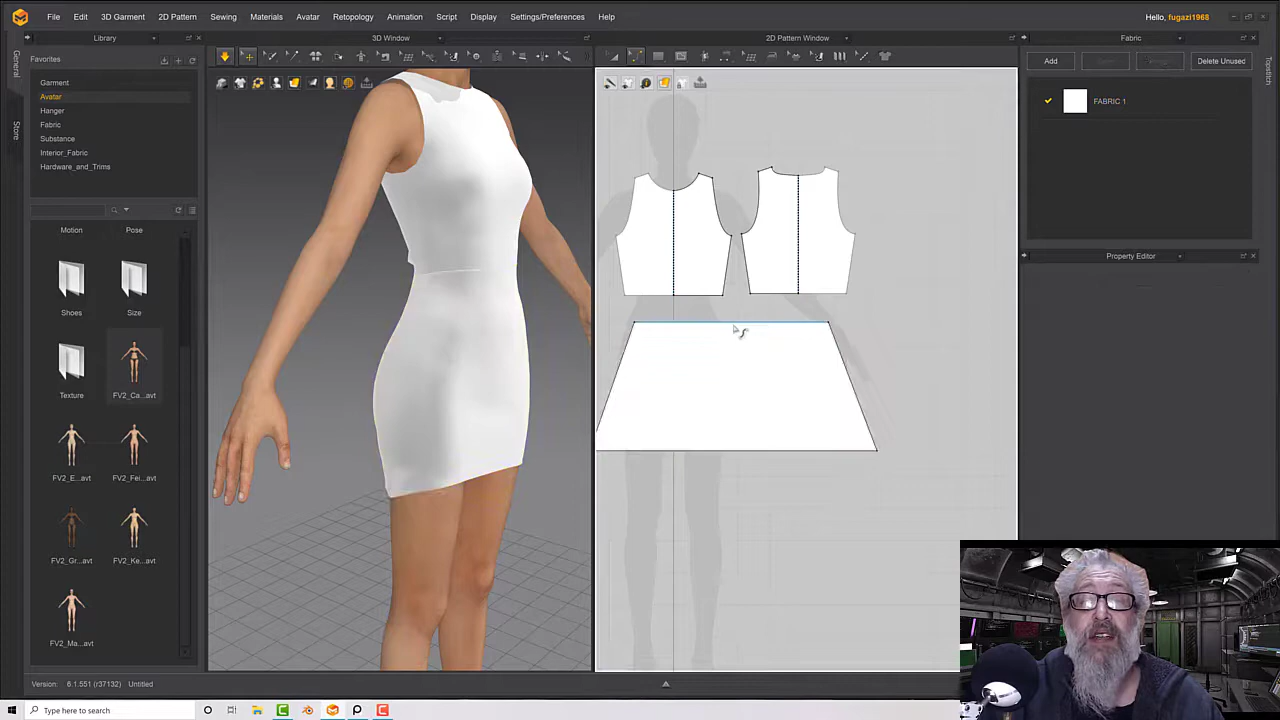 File Edit 3D Garment 2D Pattern Sewing Materials Avatar Retopology Animation Script Display Settings/Preferences Help
Hello, fugazi1968
Library
3D Window
2D Pattern Window
Fabric
General
Store
Favorites
Garment
Avatar
Hanger
Fabric
Substance
Interior_Fabric
Hardware_and_Trims
Motion Pose
Shoes Size
Texture FV2_Ca...avt
FV2_E...avt FV2_Fei...avt
FV2_Gr...avt FV2_Ke...avt
FV2_Ma...avt
Add
Delete Unused
FABRIC 1
Topstitch
Property Editor
Version: 6.1.551 (r37132) Untitled
Type here to search